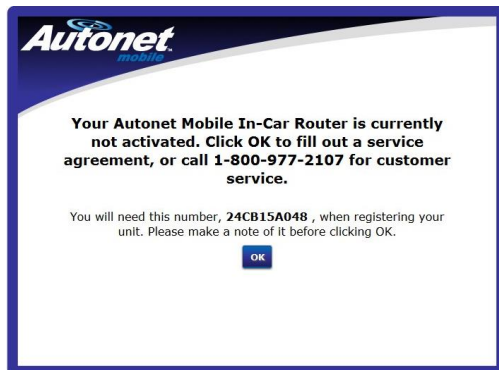 Autonet
mobile
Your Autonet Mobile In-Car Router is currently
not activated. Click OK to fill out a service
agreement, or call 1-800-977-2107 for customer
service.
You will need this number, 24CB15A048 , when registering your
unit. Please make a note of it before clicking OK.
OK